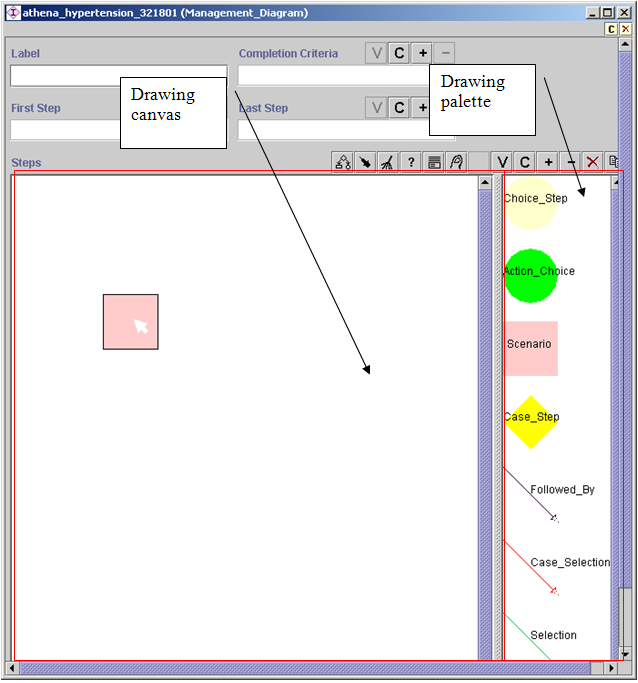 athena_hypertension_321801 (Management_Diagram)
C
Label
Completion Criteria
V C + −
Drawing
canvas
Drawing
palette
First Step
Last Step
V C +
Steps
? V C + −
Choice_Step
Action_Choice
Scenario
Case_Step
Followed_By
Case_Selection
Selection